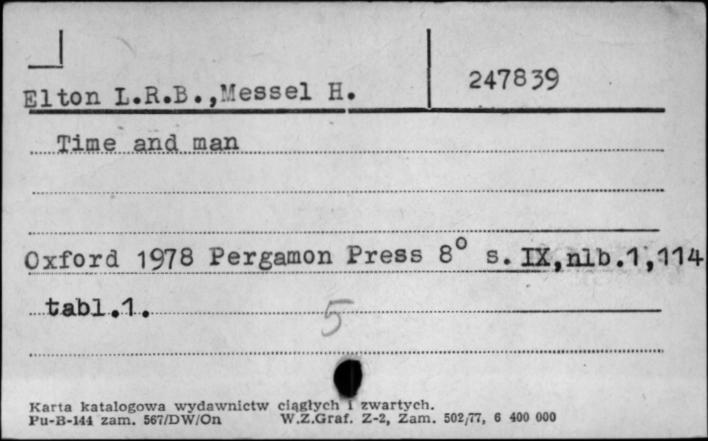 Elton L.R.B.,Messel H.
247839
Time and man
Oxford 1978 Pergamon Press 8° s. IX,nlb.1,114
tabl.1.
5
Karta katalogowa wydawnictw ciągłych i zwartych.
Pu-B-144 zam. 567/DW/On W.Z.Graf. Z-2, Zam. 502/77, 6 400 000